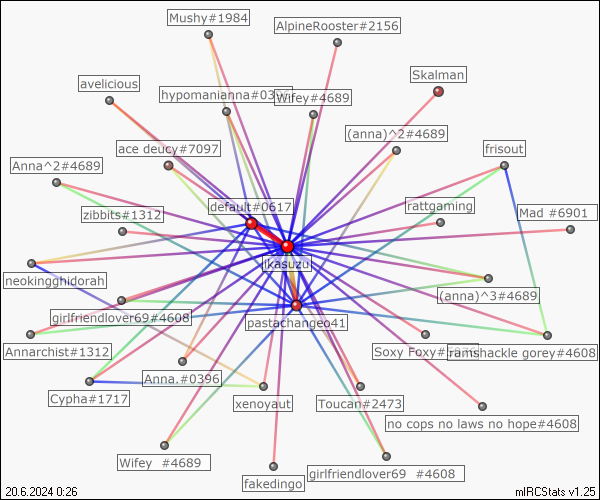 Mushy#1984
AlpineRooster#2156
Skalman
avelicious
hypomanianna#03
Wifey#4689
(anna)^2#4689
ace deucy#7097
frisout
Anna^2#4689
default#0617
rattgaming
zibbits#1312
Mad #6901
jkasuzu
neokingghidorah
(anna)^3#4689
girlfriendlover69#4608
pastachangeo41
Annarchist#1312
Soxy Foxy#
ramshackle gorey#4608
Anna.#0396
Cypha#1717
xenoyaut
Toucan#2473
no cops no laws no hope#4608
Wifey #4689
fakedingo
girlfriendlover69 #4608
20.6.2024 0:26
mIRCStats v1.25